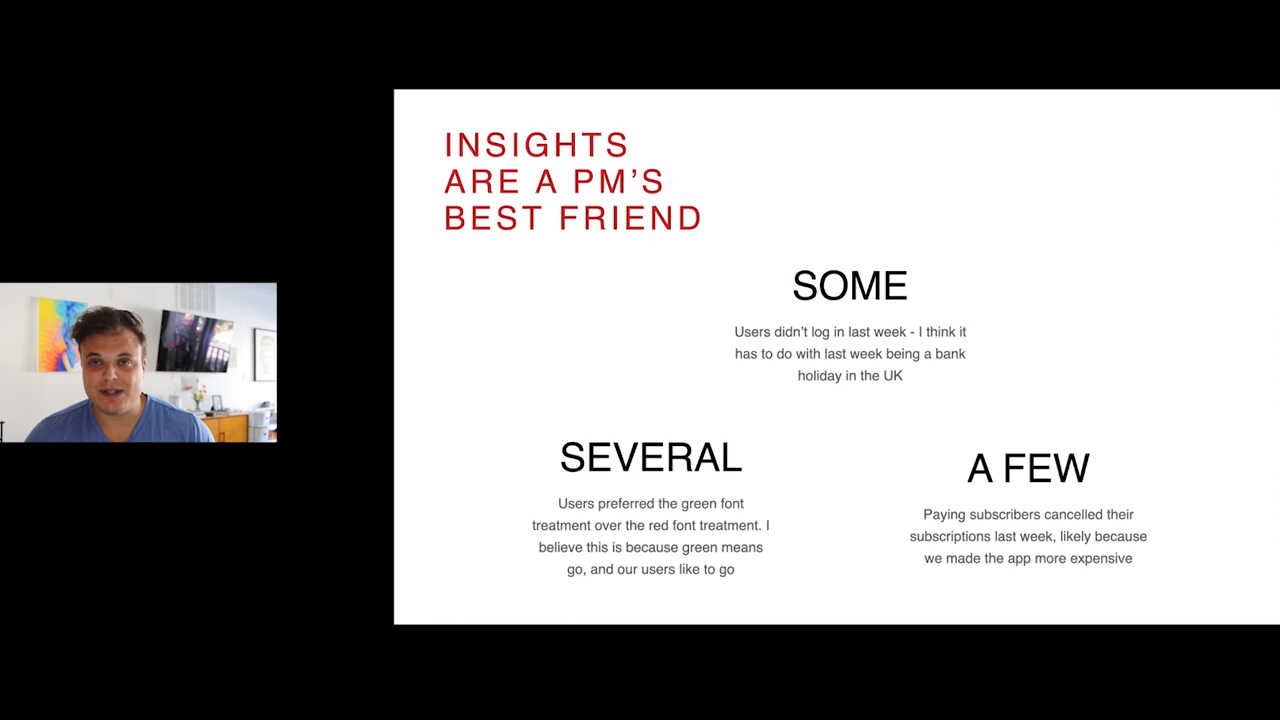 INSIGHTS
ARE A PM’S
BEST FRIEND
SOME
Users didn’t log in last week - I think it
has to do with last week being a bank
holiday in the UK
SEVERAL
Users preferred the green font
treatment over the red font treatment. I
believe this is because green means
go, and our users like to go
A FEW
Paying subscribers cancelled their
subscriptions last week, likely because
we made the app more expensive